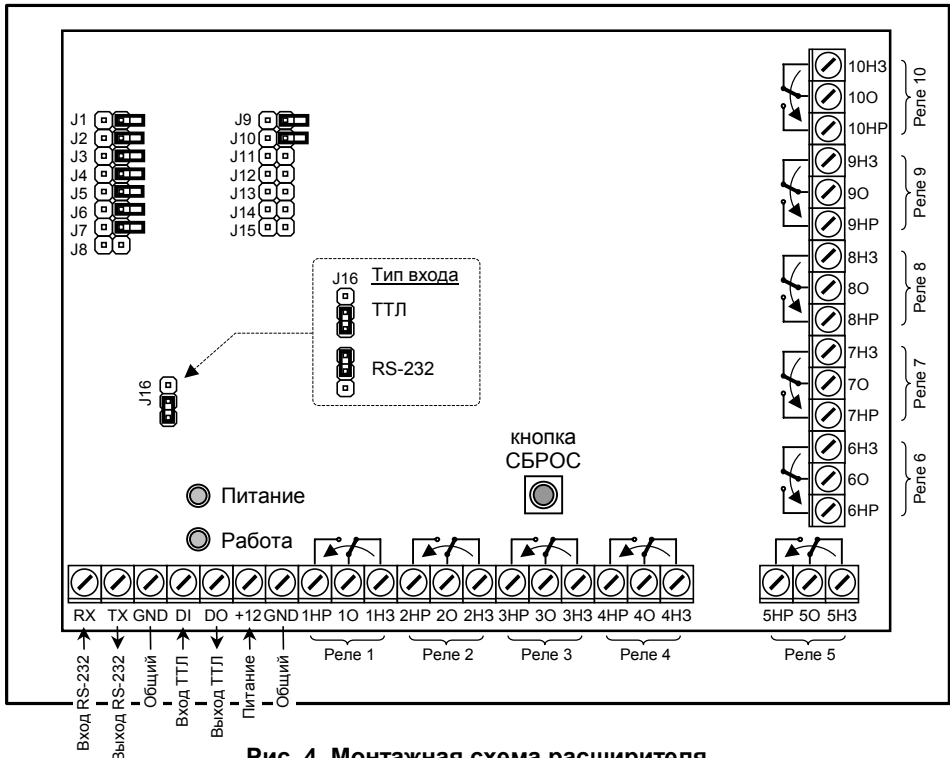 J1
J2
J3
J4
J5
J6
J7
J8
J9
J10
J11
J12
J13
J14
J15
J16 Тип входа
ТТЛ
RS-232
J16
кнопка
СБРОС
Питание
Работа
10НЗ
10О
10НР
Реле 10
9НЗ
9О
9НР
Реле 9
8НЗ
8О
8НР
Реле 8
7НЗ
7О
7НР
Реле 7
6НЗ
6О
6НР
Реле 6
RX TX GND DI DO +12 GND 1НР 1О 1НЗ 2НР 2О 2НЗ 3НР 3О 3НЗ 4НР 4О 4НЗ 5НР 5О 5НЗ
Реле 1 Реле 2 Реле 3 Реле 4 Реле 5
Вход RS-232
Выход RS-232
Общий
Вход ТТЛ
Выход ТТЛ
Питание
Общий
Рис. 4. Монтажная схема расширителя